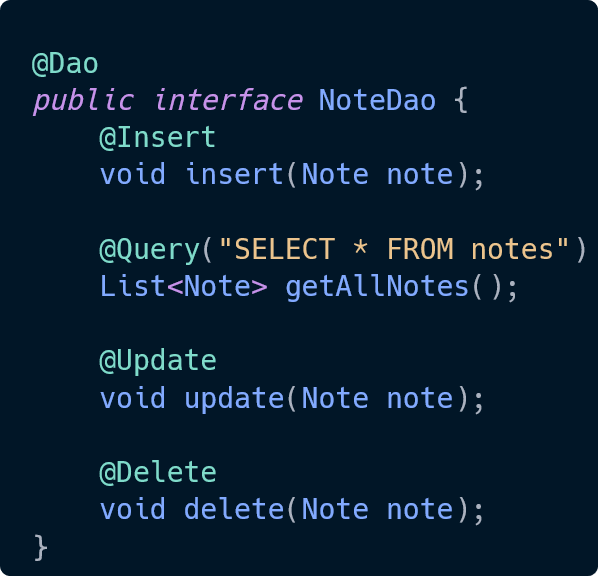 @Dao
public interface NoteDao {
    @Insert
    void insert(Note note);

    @Query("SELECT * FROM notes")
    List<Note> getAllNotes();

    @Update
    void update(Note note);

    @Delete
    void delete(Note note);
}